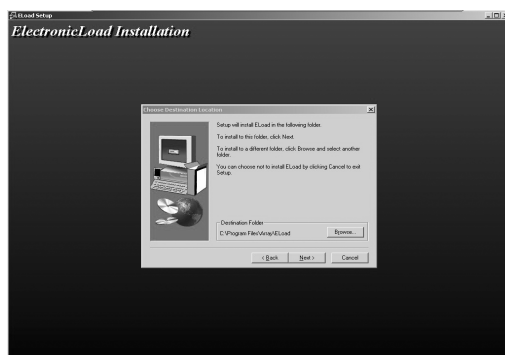 ELoad Setup
ElectronicLoad Installation
Choose Destination Location
Setup will install ELoad in the following folder.
To install to this folder, click Next.
To install to a different folder, click Browse and select another
folder.
You can choose not to install ELoad by clicking Cancel to exit
Setup.
Destination Folder
C:\Program Files\Array\ELoad
Browse...
< Back
Next >
Cancel